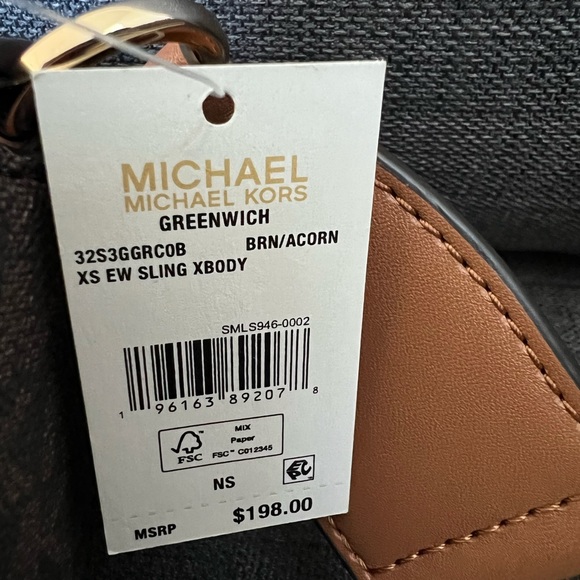 MICHAEL
MICHAEL KORS
GREENWICH
32S3GGRC0B BRN/ACORN
XS EW SLING XBODY
SMLS946-0002
1 96163 89207 8
FSC™
MIX
Paper
FSC™ C012345
NS
MSRP $198.00